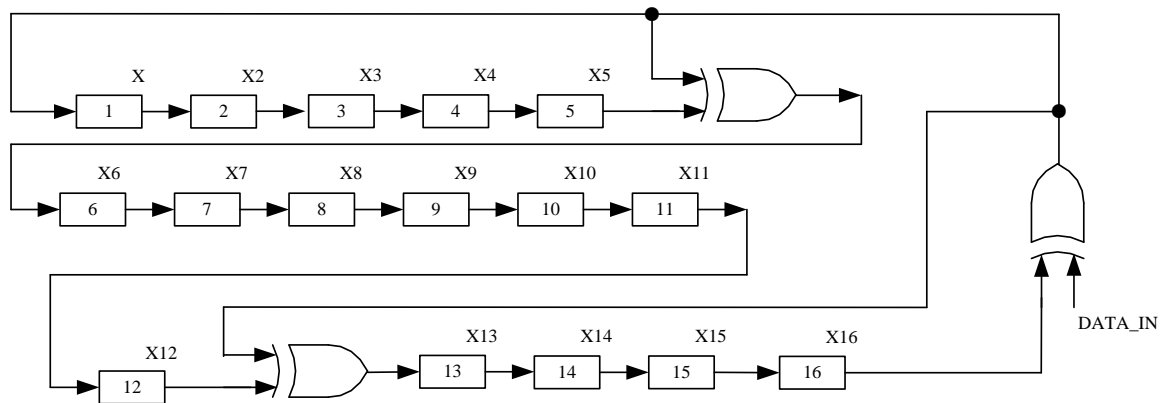 X X2 X3 X4 X5
1 2 3 4 5
X6 X7 X8 X9 X10 X11
6 7 8 9 10 11
DATA_IN
X12 X13 X14 X15 X16
12 13 14 15 16